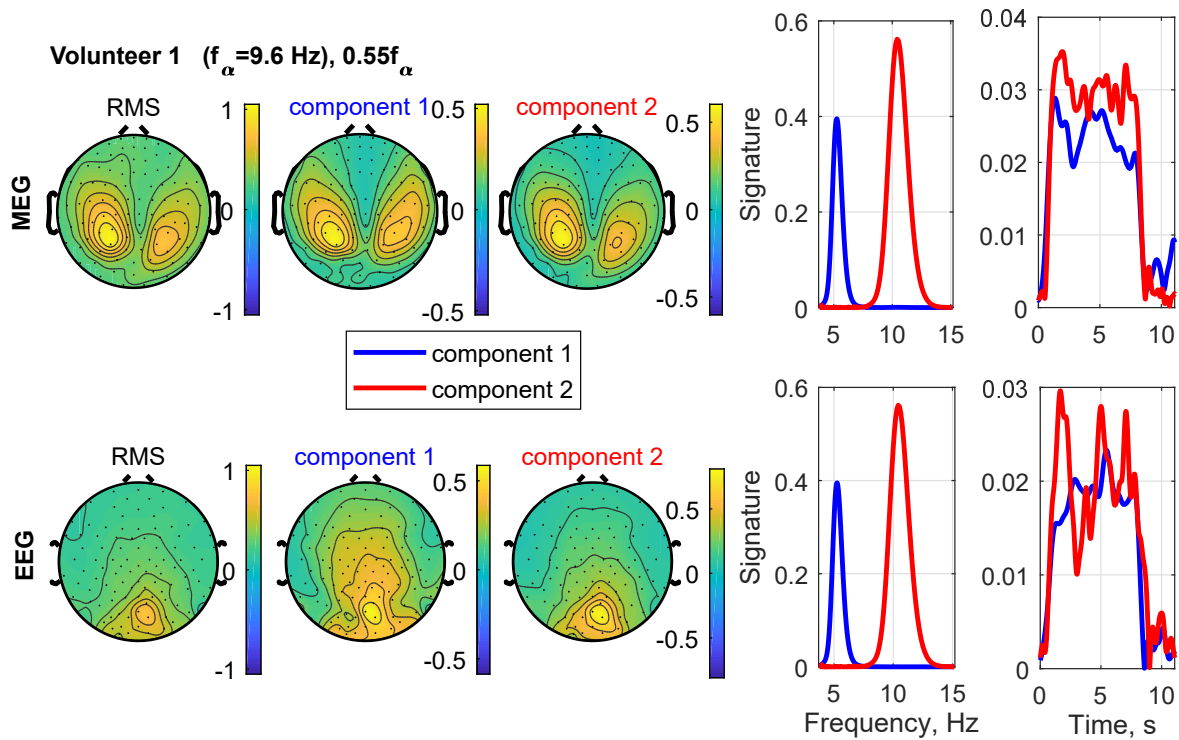 Volunteer 1 (f_α=9.6 Hz), 0.55f_α
MEG
RMS
1
0
-1
component 1
0.5
0
-0.5
component 2
0.5
0
-0.5
Signature
0.6
0.4
0.2
0
5 10 15
0.04
0.03
0.02
0.01
0
0 5 10
component 1
component 2
EEG
RMS
1
0
-1
component 1
0.5
0
-0.5
component 2
0.5
0
-0.5
Signature
0.6
0.4
0.2
0
5 10 15
Frequency, Hz
0.03
0.02
0.01
0
0 5 10
Time, s